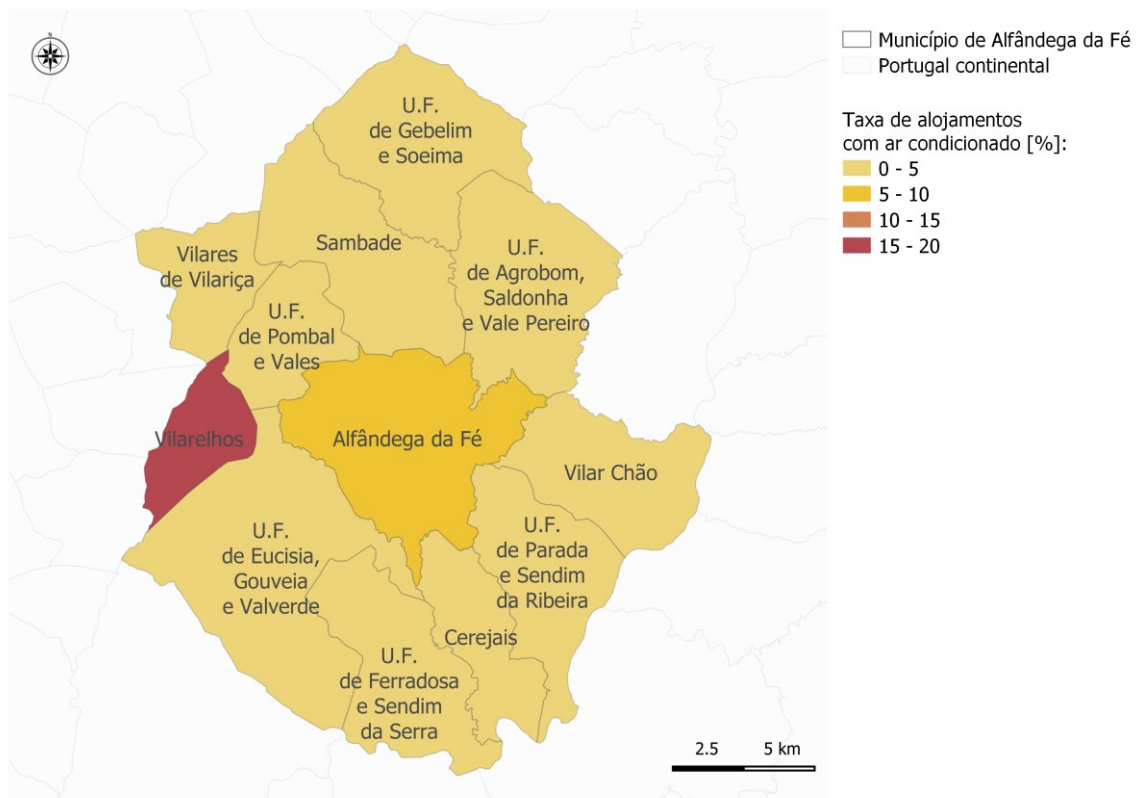 N
U.F.
de Gebelim
e Soeima
Sambade
Vilares
de Vilariça
U.F.
de Agrobom,
Saldonha
e Vale Pereiro
U.F.
de Pombal
e Vales
Vilarelhos
Alfândega da Fé
Vilar Chão
U.F.
de Eucisia,
Gouveia
e Valverde
U.F.
de Parada
e Sendim
da Ribeira
Cerejais
U.F.
de Ferradosa
e Sendim
da Serra
2.5 5 km
Município de Alfândega da Fé
Portugal continental
Taxa de alojamentos
com ar condicionado [%]:
0 - 5
5 - 10
10 - 15
15 - 20